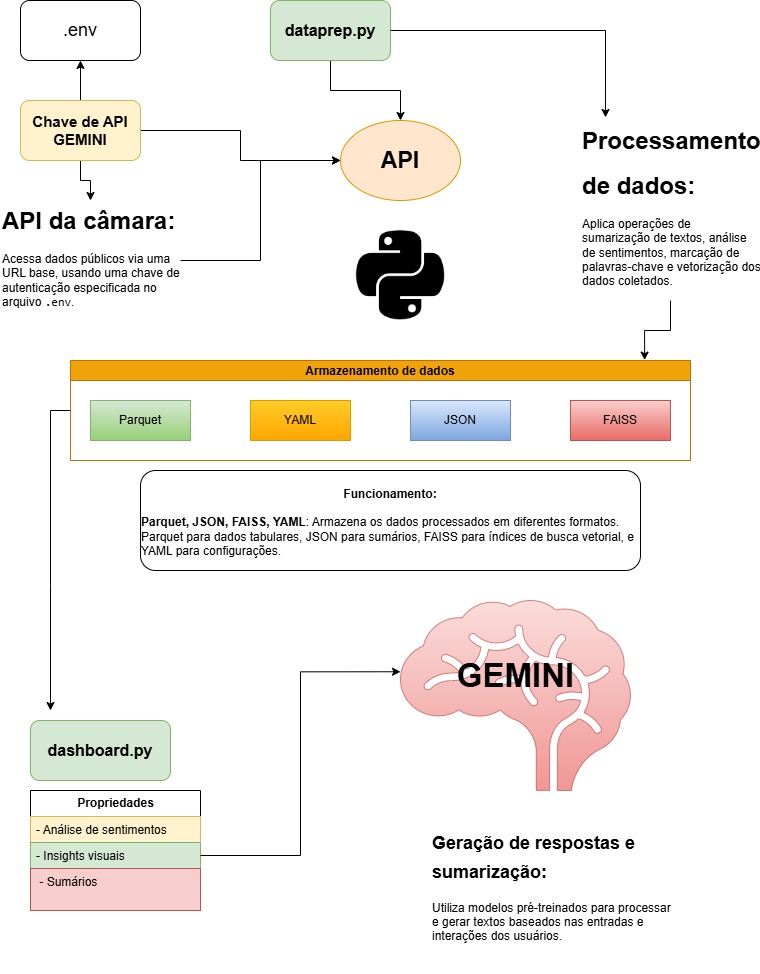 .env
dataprep.py
Chave de API
GEMINI
API
Processamento
de dados:
API da câmara:
Aplica operações de
sumarização de textos, análise
de sentimentos, marcação de
palavras-chave e vetorização dos
dados coletados.
Acessa dados públicos via uma
URL base, usando uma chave de
autenticação especificada no
arquivo .env.
Armazenamento de dados
Parquet
YAML
JSON
FAISS
Funcionamento:
Parquet, JSON, FAISS, YAML: Armazena os dados processados em diferentes formatos.
Parquet para dados tabulares, JSON para sumários, FAISS para índices de busca vetorial, e
YAML para configurações.
GEMINI
dashboard.py
Propriedades
- Análise de sentimentos
- Insights visuais
- Sumários
Geração de respostas e
sumarização:
Utiliza modelos pré-treinados para processar
e gerar textos baseados nas entradas e
interações dos usuários.